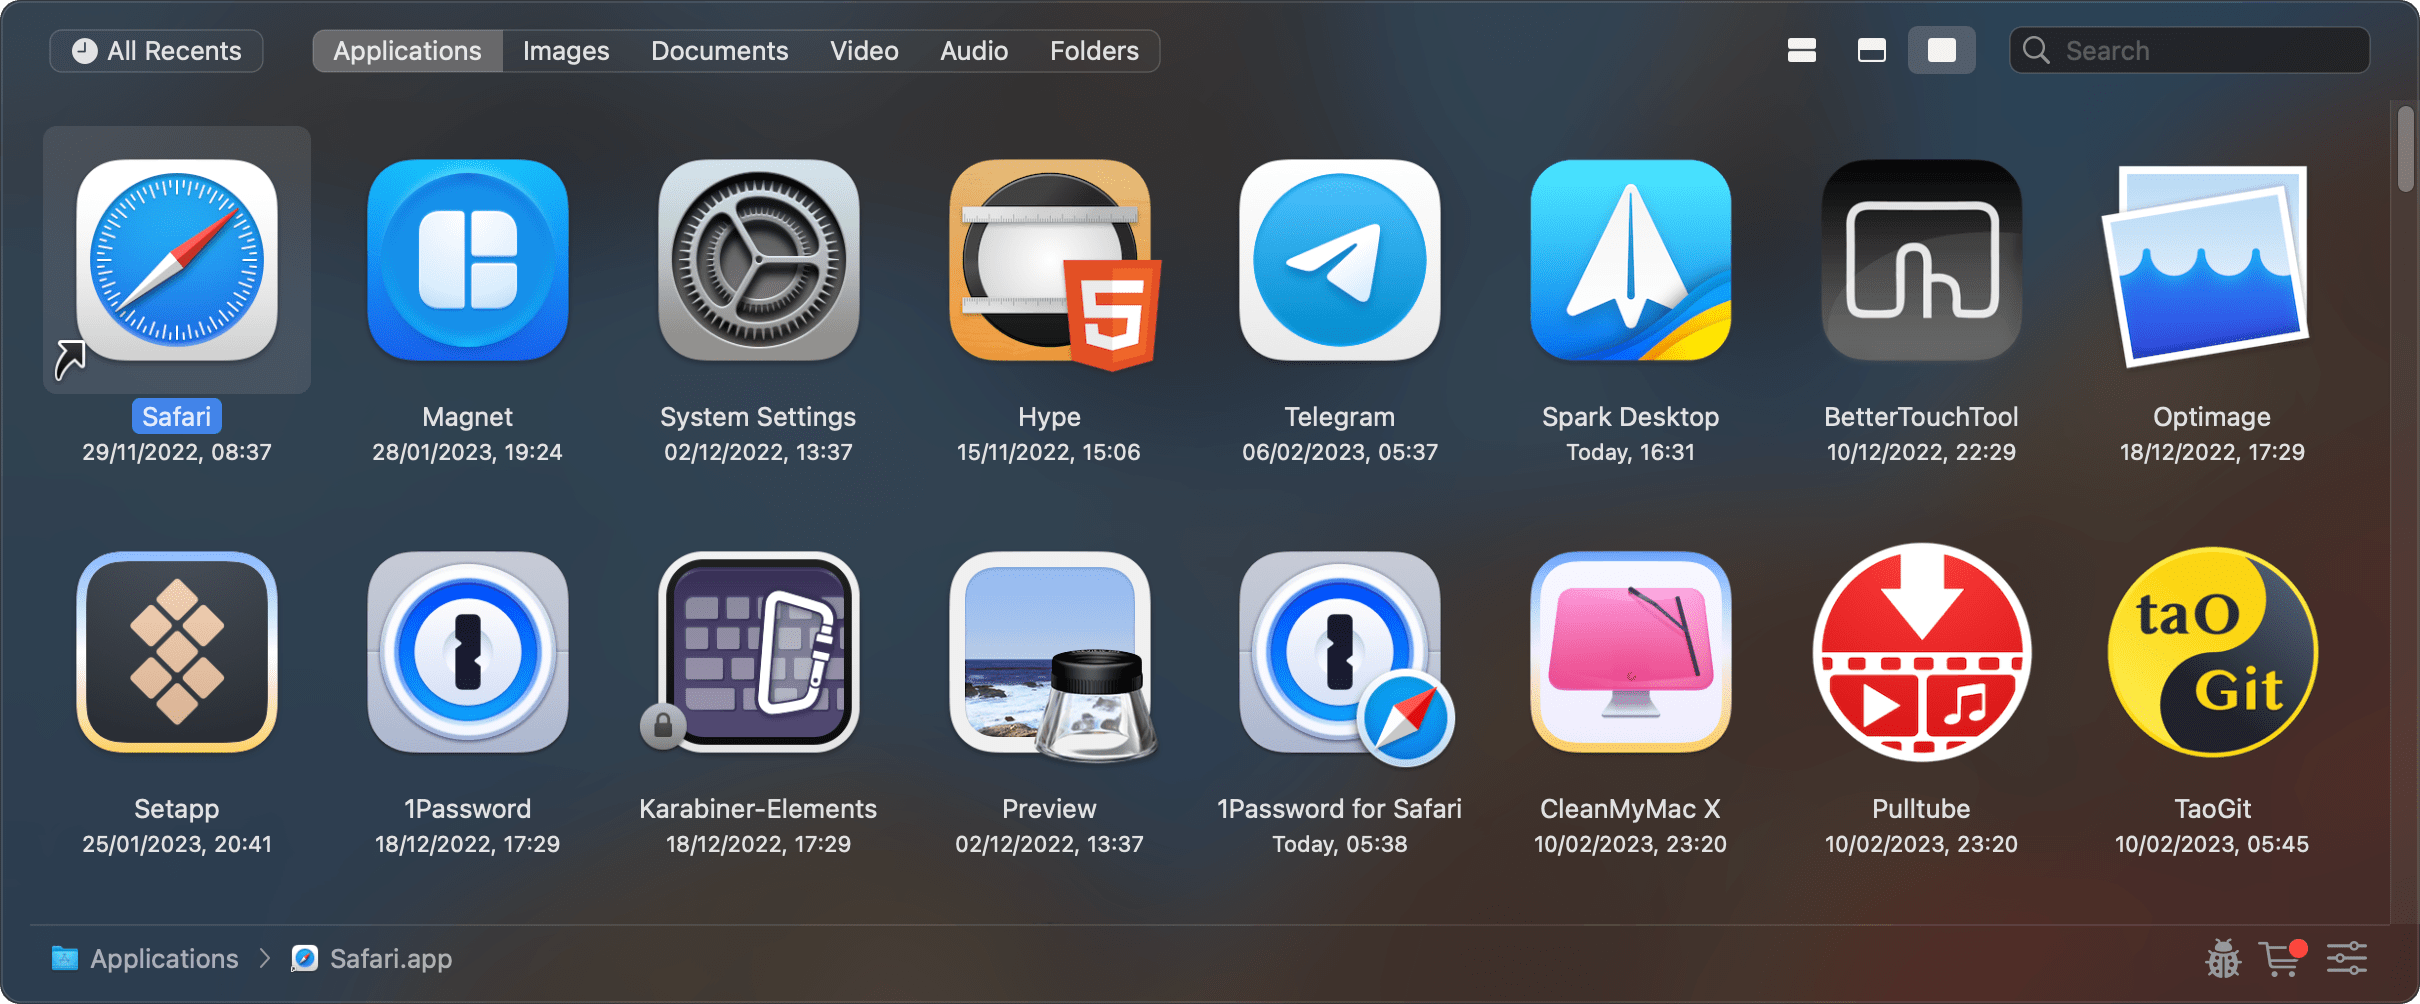 All Recents
Applications Images Documents Video Audio Folders
Search
Safari Magnet System Settings Hype Telegram Spark Desktop BetterTouchTool Optimage
29/11/2022, 08:37 28/01/2023, 19:24 02/12/2022, 13:37 15/11/2022, 15:06 06/02/2023, 05:37 Today, 16:31 10/12/2022, 22:29 18/12/2022, 17:29
5
taO
Git
Setapp 1Password Karabiner-Elements Preview 1Password for Safari CleanMyMac X Pulltube TaoGit
25/01/2023, 20:41 18/12/2022, 17:29 18/12/2022, 17:29 02/12/2022, 13:37 Today, 05:38 10/02/2023, 23:20 10/02/2023, 23:20 10/02/2023, 05:45
Applications Safari.app